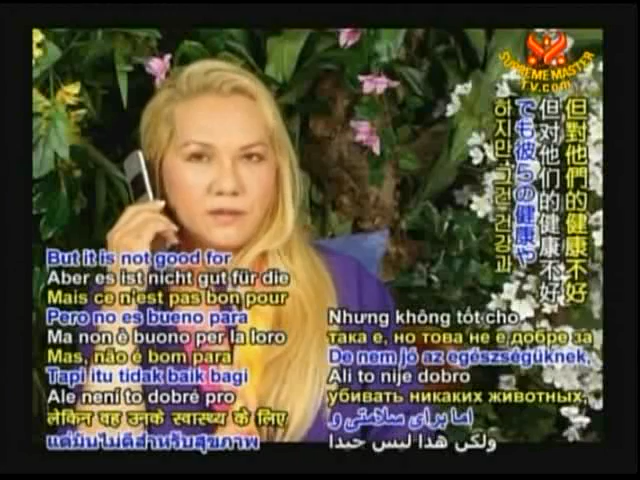 SUPREME MASTER
TV.com
但對他們的健康不好
但对他们的健康不好
でも彼らの健康や
하지만 그건 건강과
But it is not good for
Aber es ist nicht gut für die
Mais ce n'est pas bon pour
Pero no es bueno para
Ma non è buono per la loro
Mas, não é bom para
Tapi itu tidak baik bagi
Ale není to dobré pro
लेकिन वह उनके स्वास्थ्य के लिए
แต่มันไม่ดีสำหรับสุขภาพ
Nhưng không tốt cho
така е, но това не е добре за
De nem jó az egészségüknek,
Ali to nije dobro
убивать никаких животных,
اما برای سلامتی و
ولكن هذا ليس جيدا